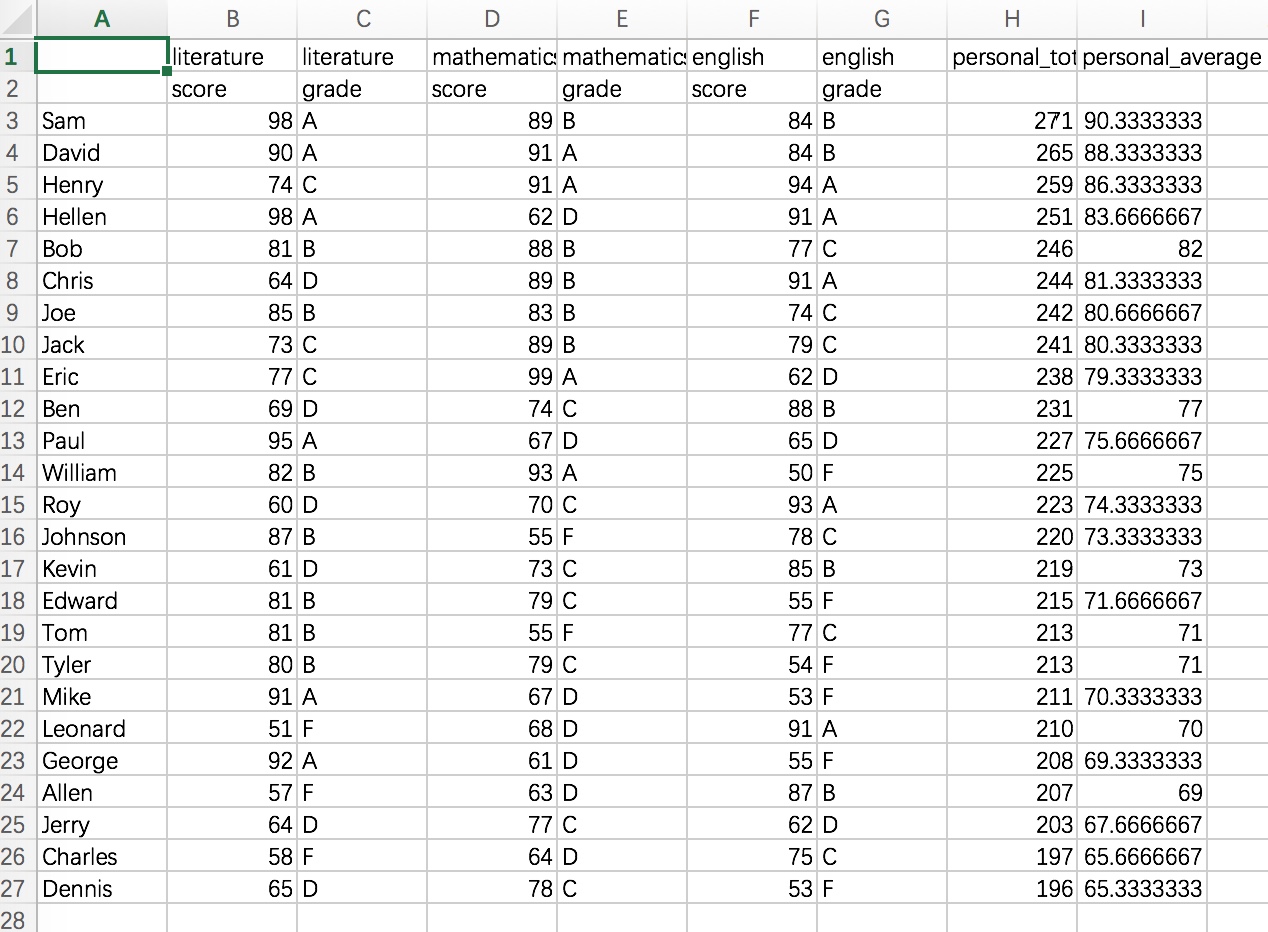 A B C D E F G H I
1 literature literature mathematics mathematics english english personal_tot personal_average
2 score grade score grade score grade
3 Sam 98 A 89 B 84 B 271 90.3333333
4 David 90 A 91 A 84 B 265 88.3333333
5 Henry 74 C 91 A 94 A 259 86.3333333
6 Hellen 98 A 62 D 91 A 251 83.6666667
7 Bob 81 B 88 B 77 C 246 82
8 Chris 64 D 89 B 91 A 244 81.3333333
9 Joe 85 B 83 B 74 C 242 80.6666667
10 Jack 73 C 89 B 79 C 241 80.3333333
11 Eric 77 C 99 A 62 D 238 79.3333333
12 Ben 69 D 74 C 88 B 231 77
13 Paul 95 A 67 D 65 D 227 75.6666667
14 William 82 B 93 A 50 F 225 75
15 Roy 60 D 70 C 93 A 223 74.3333333
16 Johnson 87 B 55 F 78 C 220 73.3333333
17 Kevin 61 D 73 C 85 B 219 73
18 Edward 81 B 79 C 55 F 215 71.6666667
19 Tom 81 B 55 F 77 C 213 71
20 Tyler 80 B 79 C 54 F 213 71
21 Mike 91 A 67 D 53 F 211 70.3333333
22 Leonard 51 F 68 D 91 A 210 70
23 George 92 A 61 D 55 F 208 69.3333333
24 Allen 57 F 63 D 87 B 207 69
25 Jerry 64 D 77 C 62 D 203 67.6666667
26 Charles 58 F 64 D 75 C 197 65.6666667
27 Dennis 65 D 78 C 53 F 196 65.3333333
28